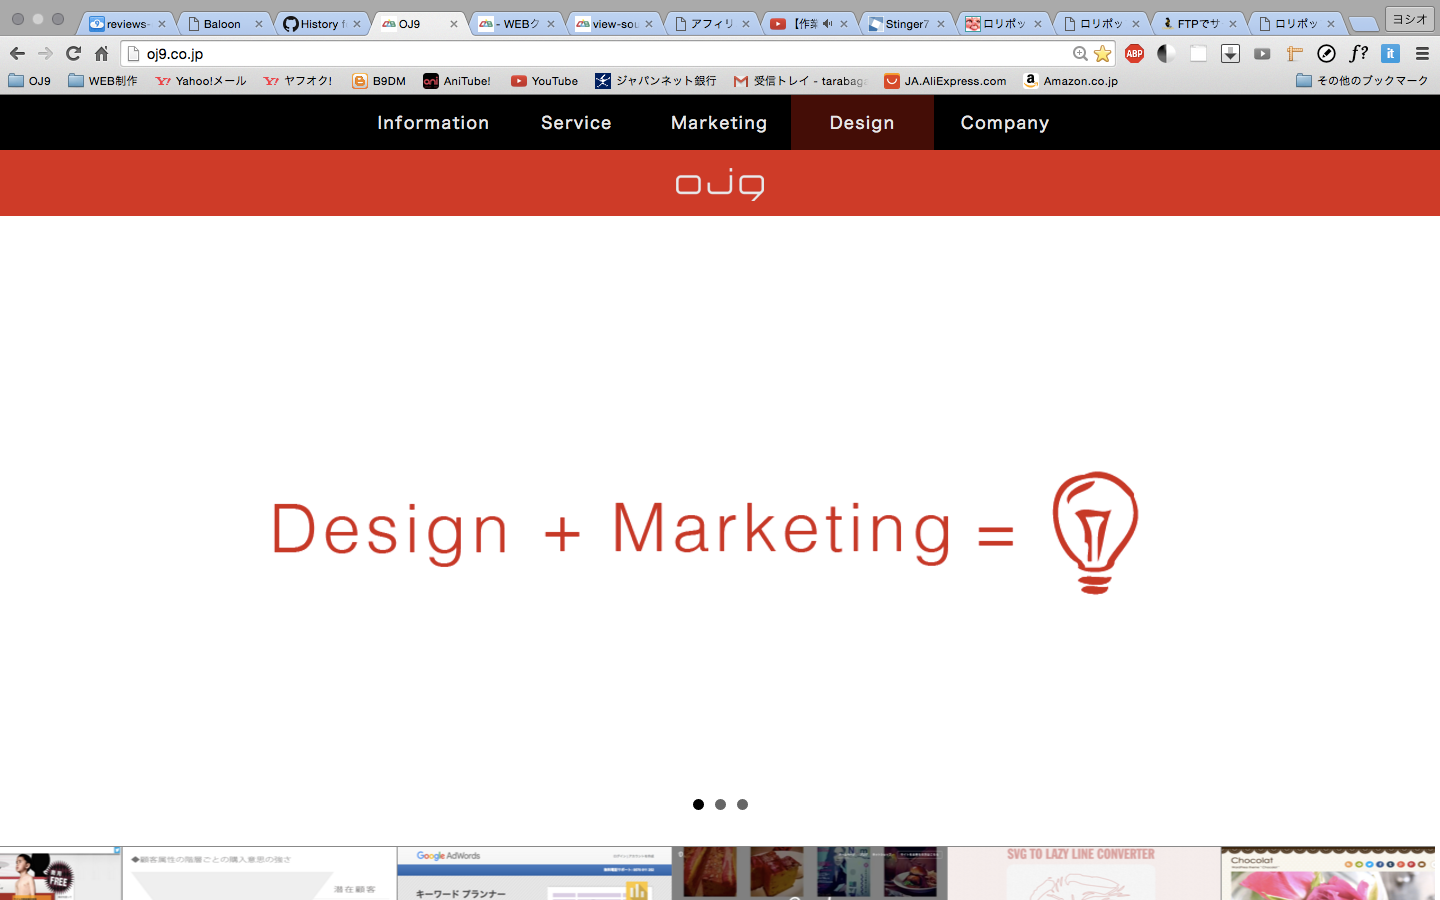 reviews-
Baloon
History f
OJ9
- WEBク
view-sou
アフィリ
【作業
Stinger7
ロリポッ
ロリポッ
FTPでサ
ロリポッ
ヨシオ
oj9.co.jp
ABP
f?
it
OJ9
WEB制作
Yahoo!メール
ヤフオク!
B9DM
AniTube!
YouTube
ジャパンネット銀行
受信トレイ - tarabaga
JA.AliExpress.com
Amazon.co.jp
その他のブックマーク
Information
Service
Marketing
Design
Company
OJ9
Design + Marketing =
FREE
◆顧客属性の階層ごとの購入意思の強さ
潜在顧客
Google AdWords
キーワード プランナー
SVG TO LAZY LINE CONVERTER
Chocolat